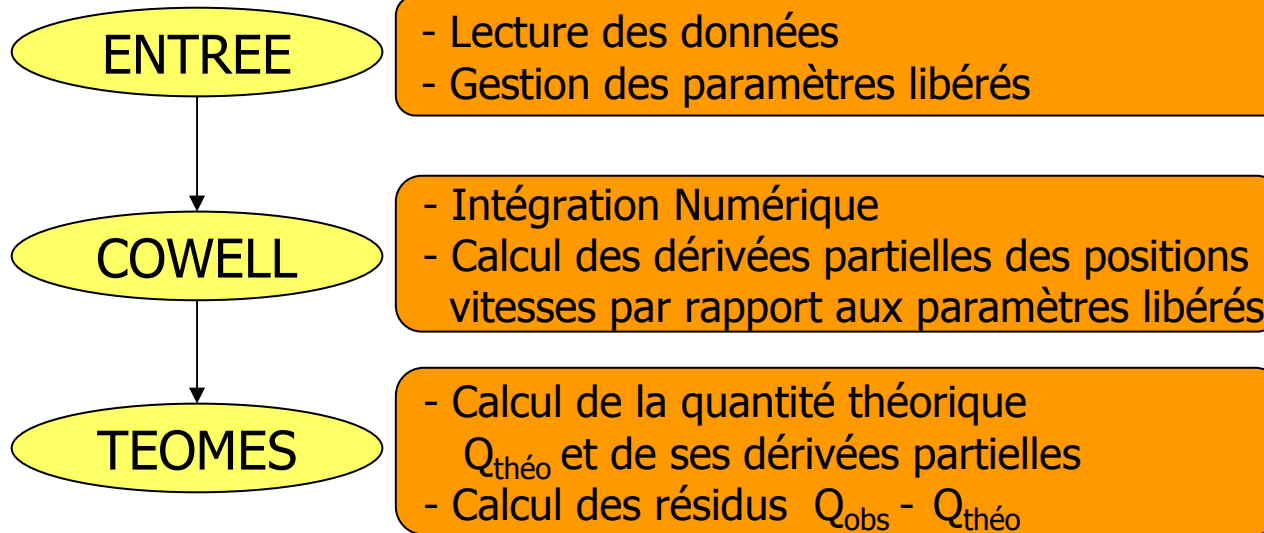 ENTREE
- Lecture des données
- Gestion des paramètres libérés
COWELL
- Intégration Numérique
- Calcul des dérivées partielles des positions
vitesses par rapport aux paramètres libérés
TEOMES
- Calcul de la quantité théorique
Qthéo et de ses dérivées partielles
- Calcul des résidus Qobs - Qthéo